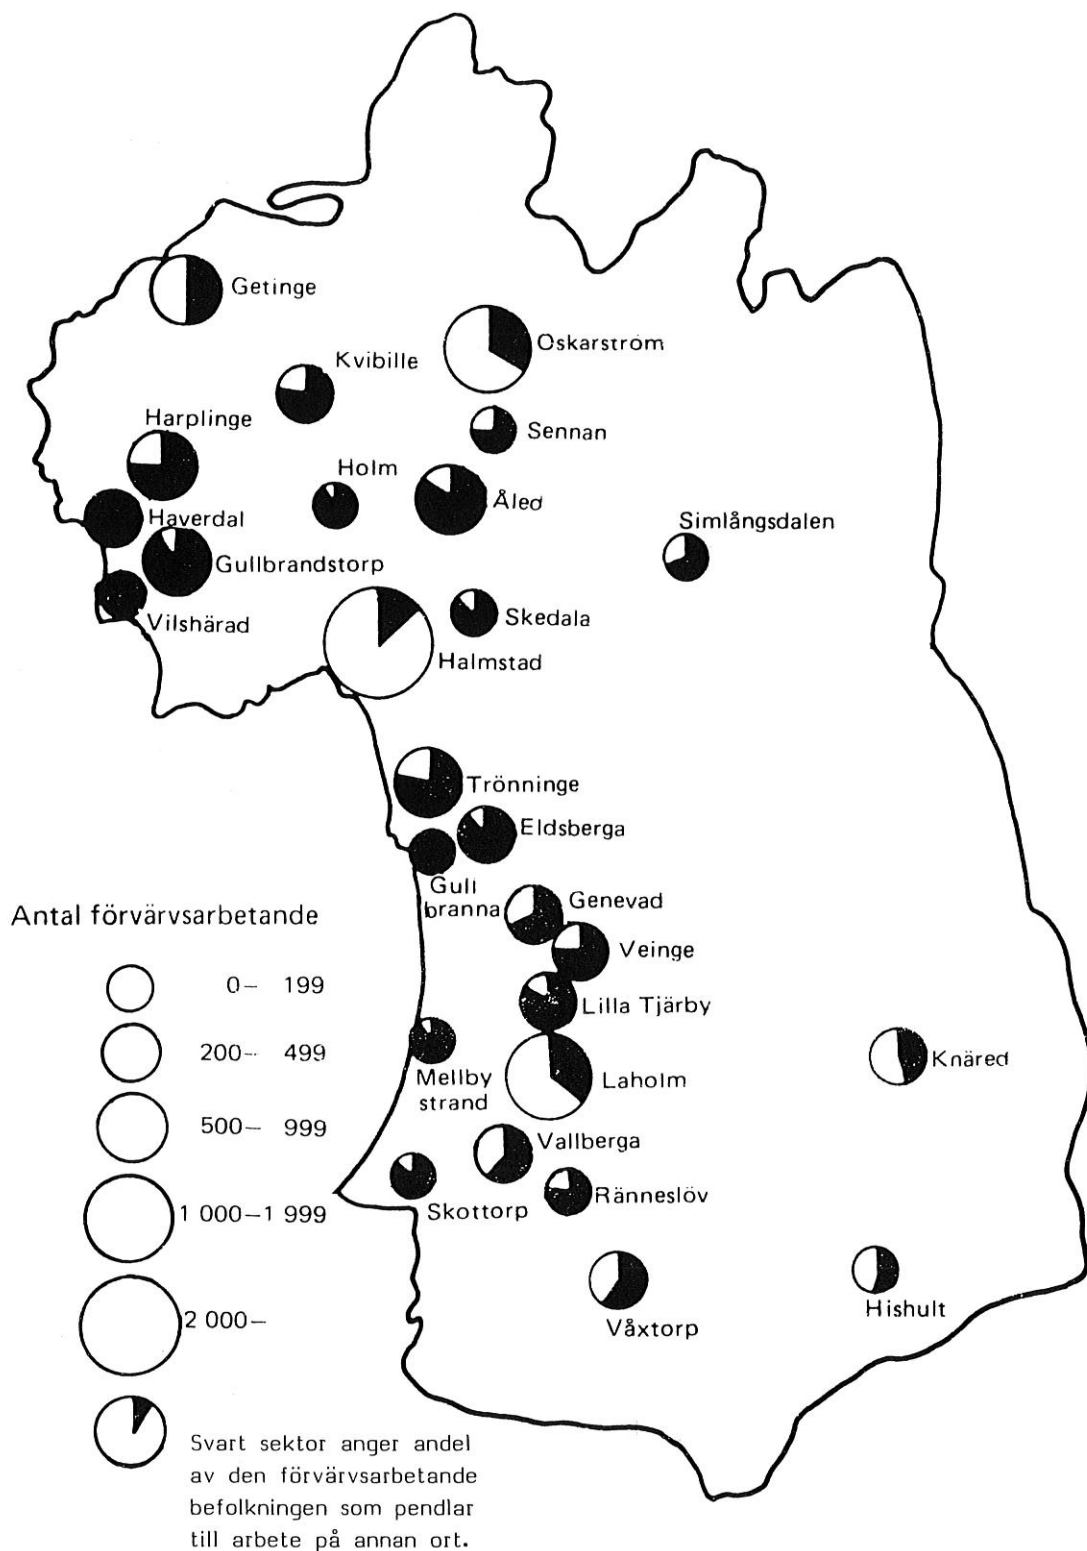 Getinge
Oskarström
Kvibille
Harplinge
Sennan
Holm
Åled
Haverdal
Simlångsdalen
Gullbrandstorp
Vilshärad
Skedala
Halmstad
Trönninge
Eldsberga
Gull
branna
Genevad
Veinge
Lilla Tjärby
Mellby
strand
Laholm
Knäred
Vallberga
Skottorp
Ränneslöv
Våxtorp
Hishult
Antal förvärvsarbetande
0– 199
200– 499
500– 999
1 000–1 999
2 000–
Svart sektor anger andel
av den förvärvsarbetande
befolkningen som pendlar
till arbete på annan ort.